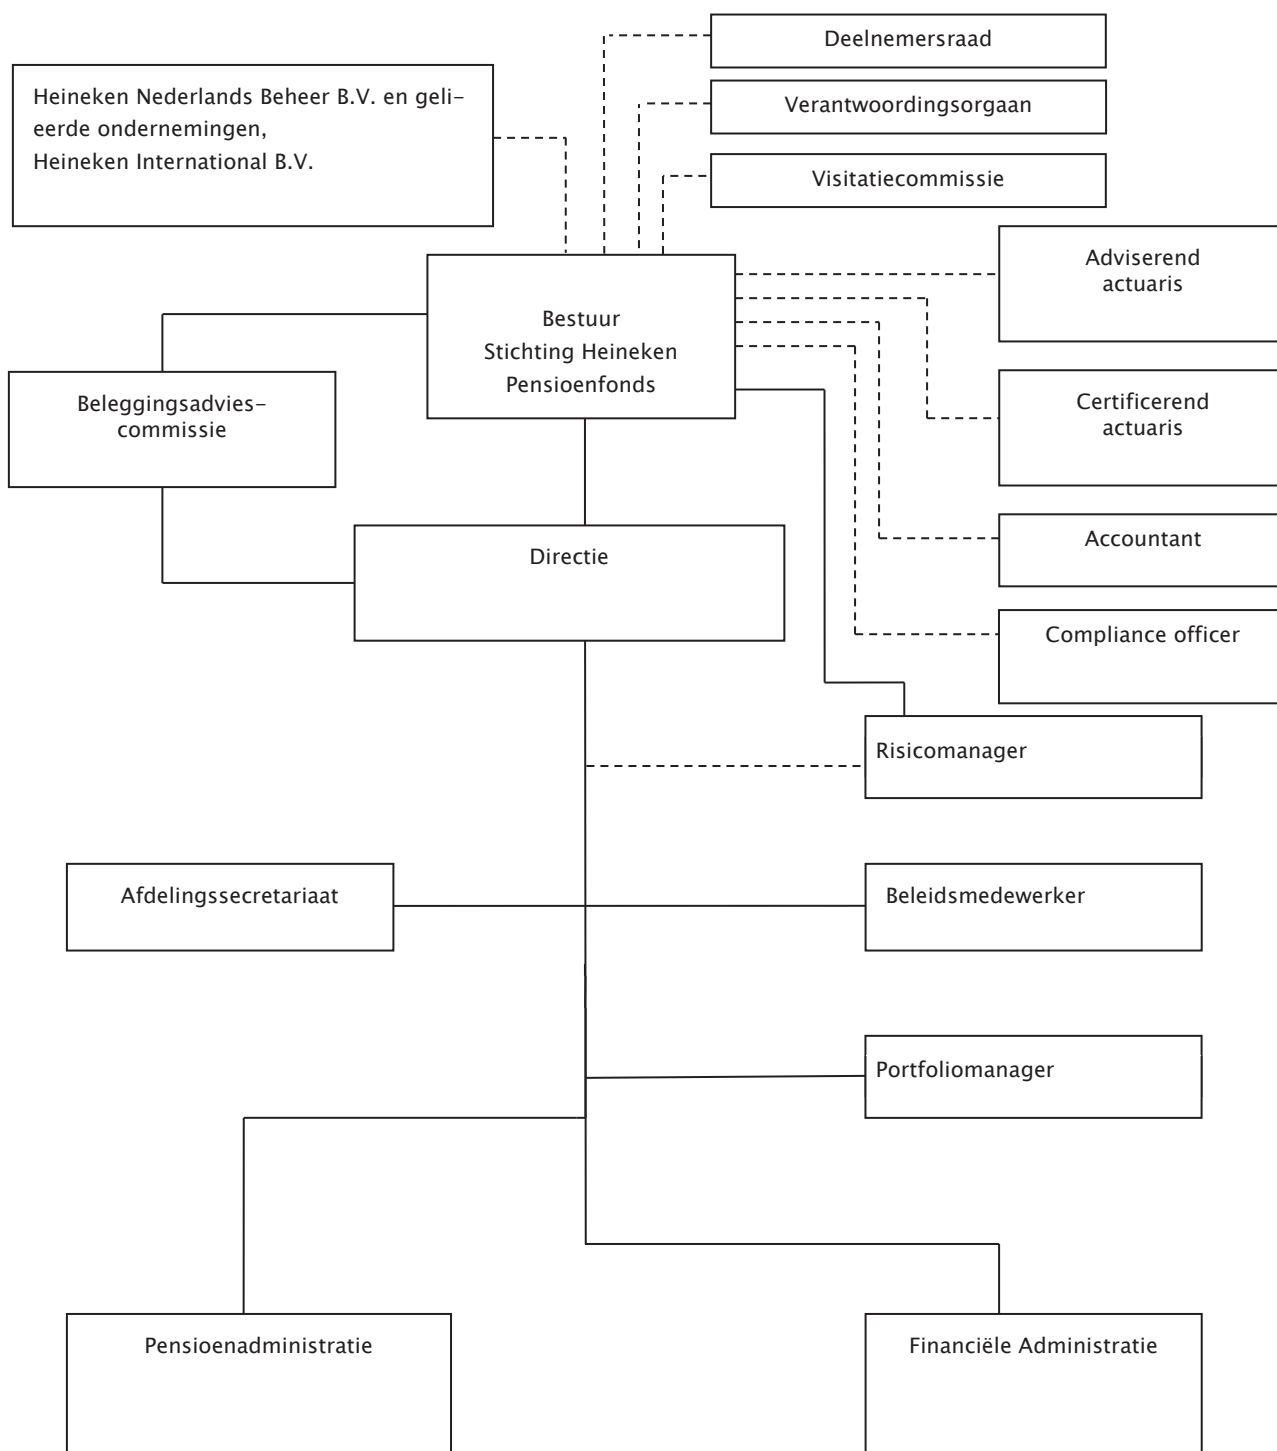 Deelnemersraad
Heineken Nederlands Beheer B.V. en geli-
eerde ondernemingen,
Heineken International B.V.
Verantwoordingsorgaan
Visitatiecommissie
Adviserend
actuaris
Bestuur
Stichting Heineken
Pensioenfonds
Beleggingsadvies-
commissie
Certificerend
actuaris
Accountant
Directie
Compliance officer
Risicomanager
Afdelingssecretariaat
Beleidsmedewerker
Portfoliomanager
Pensioenadministratie
Financiële Administratie